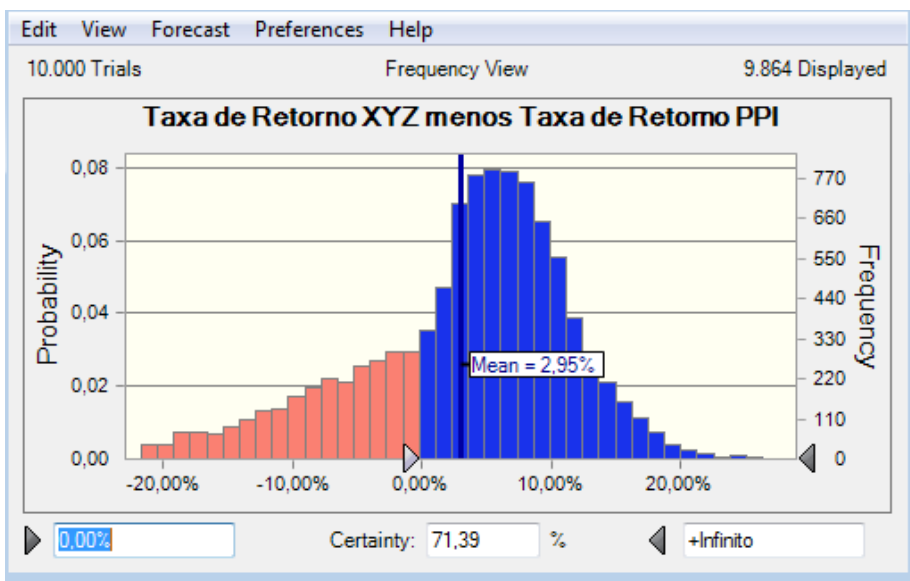 Edit View Forecast Preferences Help
10.000 Trials Frequency View 9.864 Displayed
Taxa de Retorno XYZ menos Taxa de Retorno PPI
0,08
0,06
0,04
0,02
0,00
Probability
770
660
550
440
330
220
110
0
Frequency
Mean = 2,95%
-20,00% -10,00% 0,00% 10,00% 20,00%
0,00% Certainty: 71,39 % +Infinito